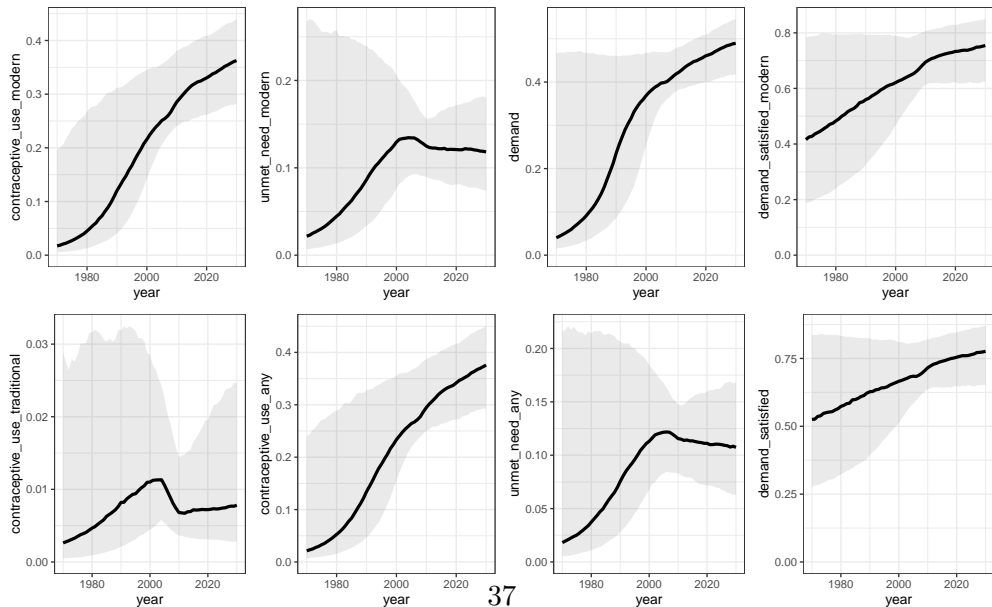 contraceptive_use_modern
0.4
0.3
0.2
0.1
0.0
1980 2000 2020
year
unmet_need_modern
0.2
0.1
0.0
1980 2000 2020
year
demand
0.4
0.2
0.0
1980 2000 2020
year
demand_satisfied_modern
0.8
0.6
0.4
0.2
0.0
1980 2000 2020
year
contraceptive_use_traditional
0.03
0.02
0.01
0.00
1980 2000 2020
year
contraceptive_use_any
0.4
0.3
0.2
0.1
0.0
1980 2000 2020
year
unmet_need_any
0.20
0.15
0.10
0.05
0.00
1980 2000 2020
year
demand_satisfied
0.75
0.50
0.25
0.00
1980 2000 2020
year
37